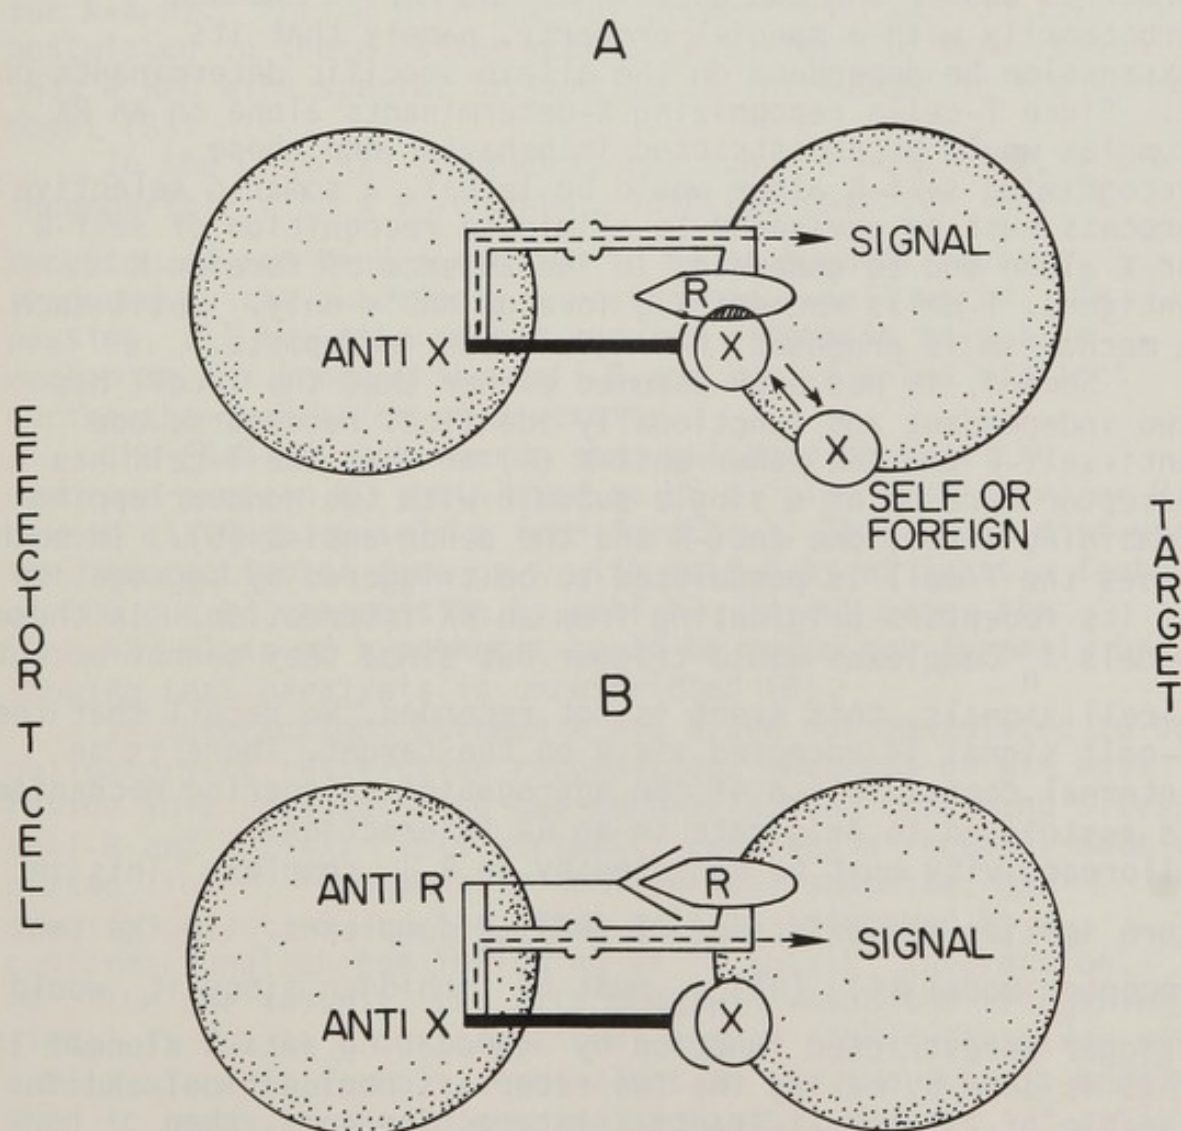 A
SIGNAL
R
ANTI X
X
X
SELF OR
FOREIGN
EFFECTOR T CELL
TARGET
B
ANTI R
R
SIGNAL
ANTI X
X